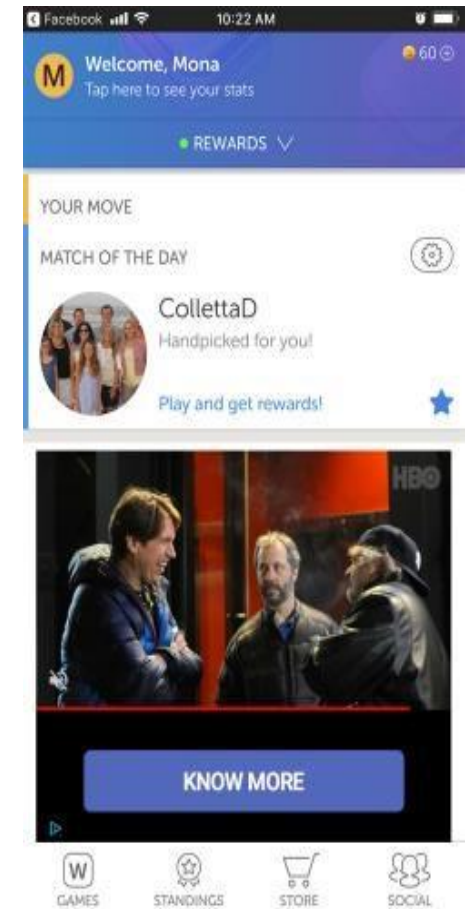 Facebook
10:22 AM
M
Welcome, Mona
60
Tap here to see your stats
REWARDS
YOUR MOVE
MATCH OF THE DAY
CollettaD
Handpicked for you!
Play and get rewards!
HBO
KNOW MORE
W
GAMES
STANDINGS
STORE
SOCIAL